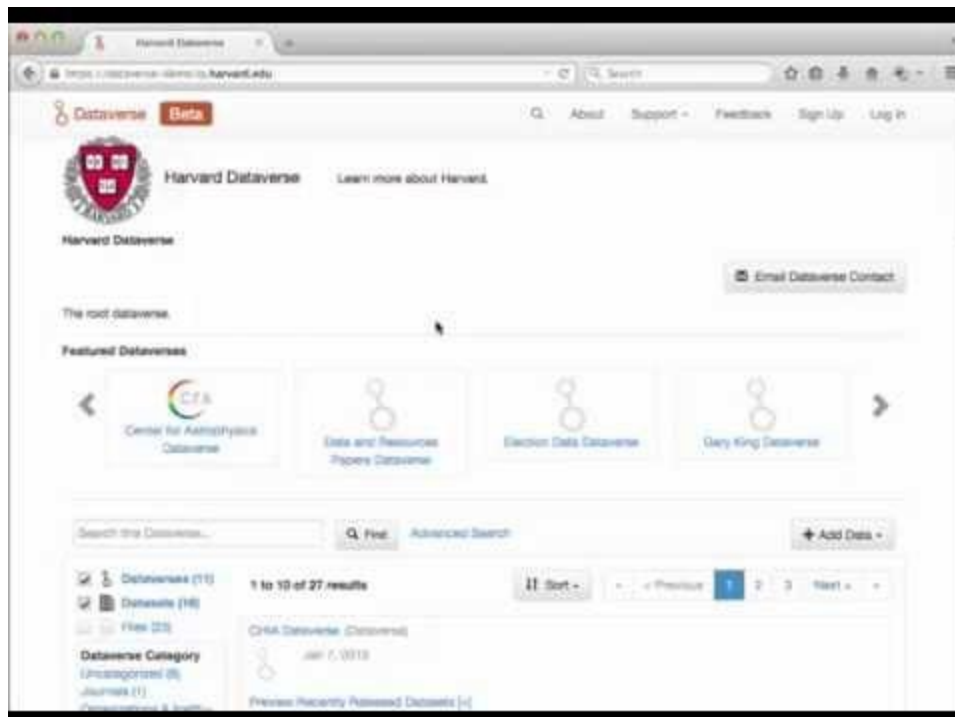 Harvard Dataverse
harvard.edu
Search
Dataverse Beta
About Support Feedback Sign Up Log In
Harvard Dataverse
Learn more about Harvard.
HARVARD
Harvard Dataverse
Email Dataverse Contact
The root dataverse.
Featured Dataverses
CFA
Center for Astrophysics
Dataverse
Data and Resources
Papers Dataverse
Election Data Dataverse
Gary King Dataverse
Search this Dataverse...
Find
Advanced Search
+ Add Data
Dataverses (11)
Datasets (16)
Files (23)
1 to 10 of 27 results
Sort
< Previous 1 2 3 Next >
Dataverse Category
Uncategorized (8)
Journals (1)
CHIA Dataverse (Dataverse)
Jan 7, 2015
Preview Recently Released Datasets [+]